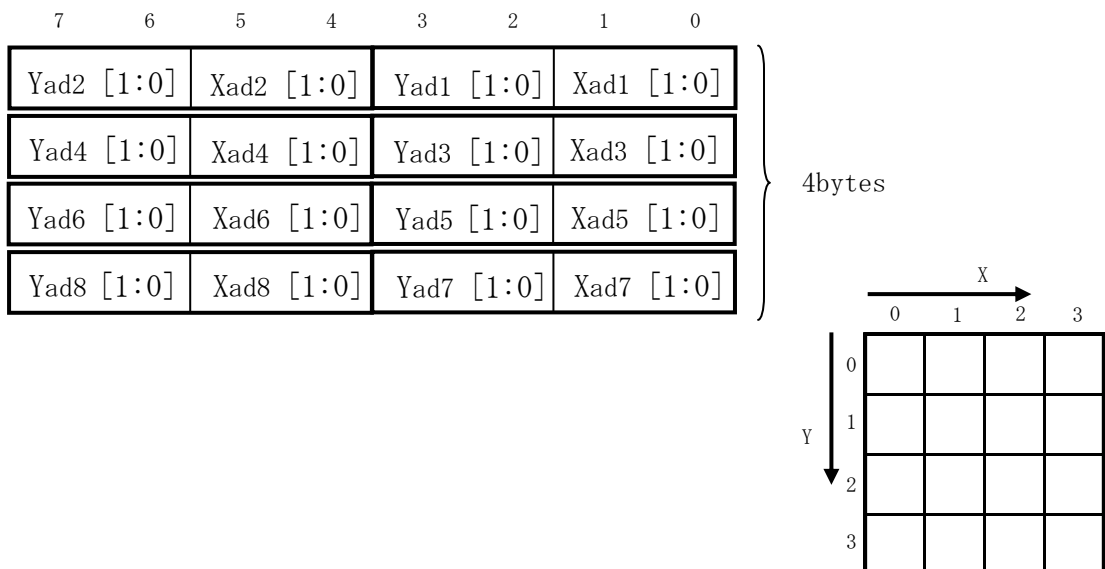 7 6 5 4 3 2 1 0
Yad2 [1:0] Xad2 [1:0] Yad1 [1:0] Xad1 [1:0]
Yad4 [1:0] Xad4 [1:0] Yad3 [1:0] Xad3 [1:0]
Yad6 [1:0] Xad6 [1:0] Yad5 [1:0] Xad5 [1:0]
Yad8 [1:0] Xad8 [1:0] Yad7 [1:0] Xad7 [1:0]
4bytes
X
0 1 2 3
0
1
Y
2
3